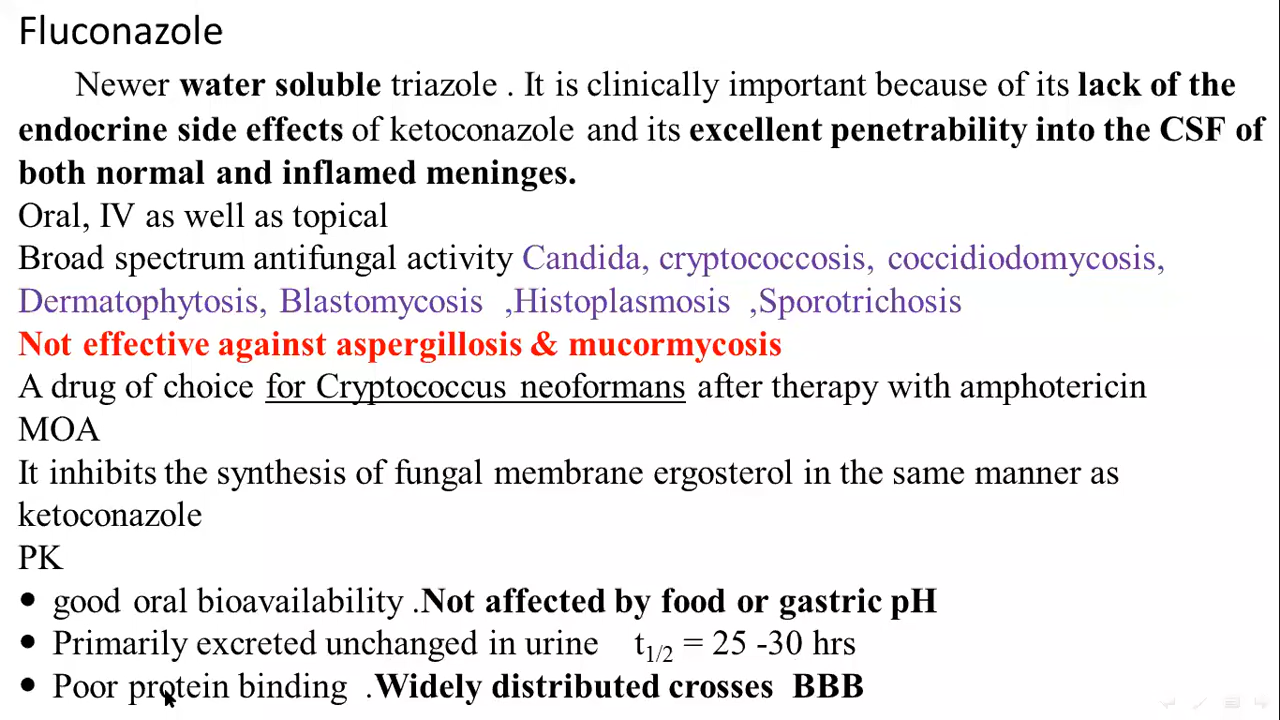 Fluconazole
Newer water soluble triazole . It is clinically important because of its lack of the
endocrine side effects of ketoconazole and its excellent penetrability into the CSF of
both normal and inflamed meninges.
Oral, IV as well as topical
Broad spectrum antifungal activity Candida, cryptococcosis, coccidiodomycosis,
Dermatophytosis, Blastomycosis ,Histoplasmosis ,Sporotrichosis
Not effective against aspergillosis & mucormycosis
A drug of choice for Cryptococcus neoformans after therapy with amphotericin
MOA
It inhibits the synthesis of fungal membrane ergosterol in the same manner as
ketoconazole
PK
• good oral bioavailability .Not affected by food or gastric pH
• Primarily excreted unchanged in urine t1/2 = 25 -30 hrs
• Poor protein binding .Widely distributed crosses BBB